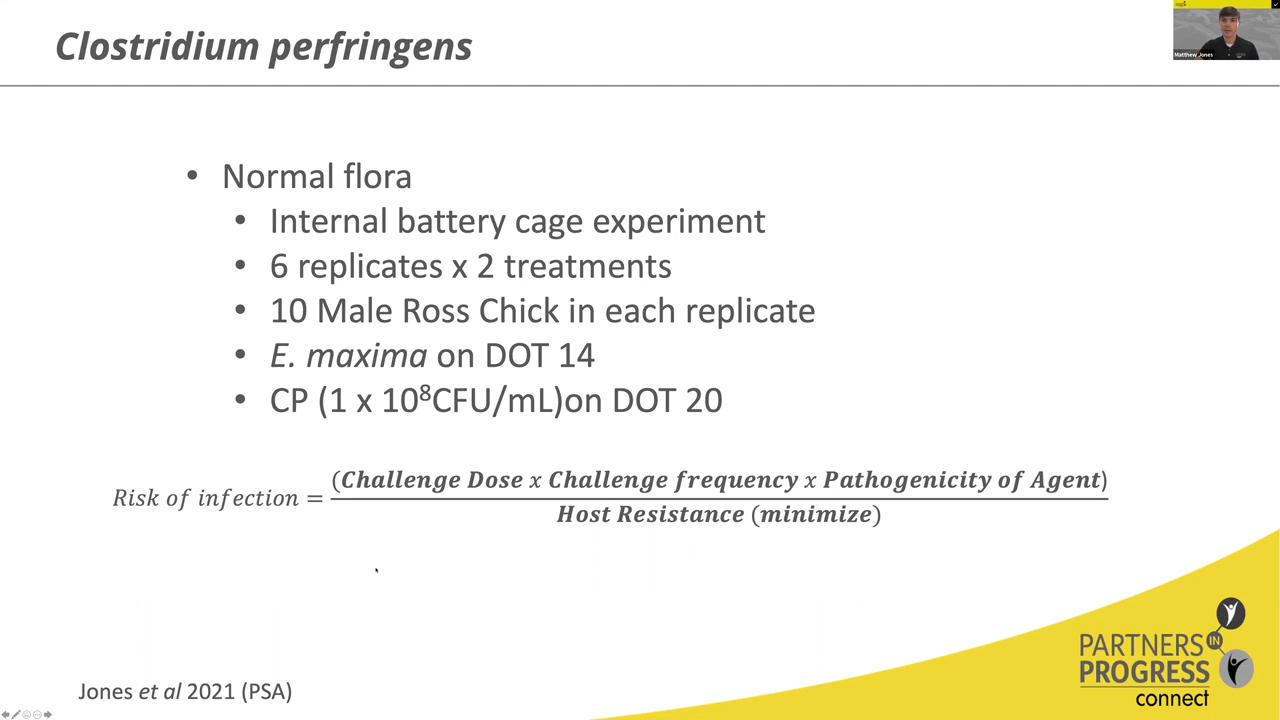 Clostridium perfringens
Matthew Jones
• Normal flora
• Internal battery cage experiment
• 6 replicates x 2 treatments
• 10 Male Ross Chick in each replicate
• E. maxima on DOT 14
• CP (1 x 10⁸CFU/mL)on DOT 20
Risk of infection = (Challenge Dose x Challenge frequency x Pathogenicity of Agent)
Host Resistance (minimize)
Jones et al 2021 (PSA)
PARTNERS
IN
PROGRESS
connect